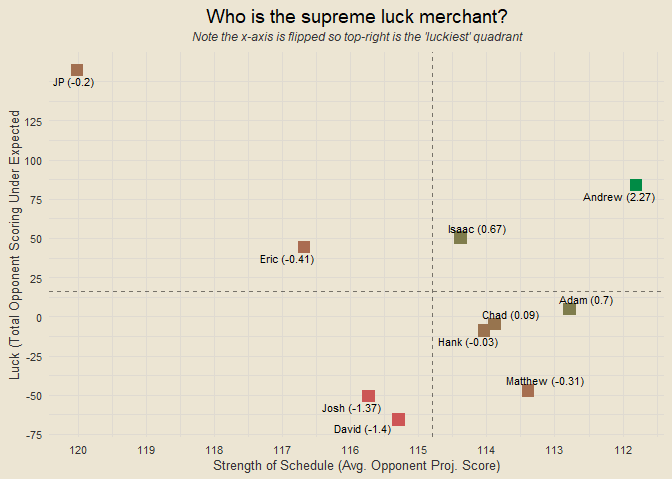 Who is the supreme luck merchant?
Note the x-axis is flipped so top-right is the 'luckiest' quadrant
Luck (Total Opponent Scoring Under Expected
125
100
75
50
25
0
-25
-50
-75
JP (-0.2)
Andrew (2.27)
Isaac (0.67)
Eric (-0.41)
Adam (0.7)
Chad (0.09)
Hank (-0.03)
Matthew (-0.31)
Josh (-1.37)
David (-1.4)
120 119 118 117 116 115 114 113 112
Strength of Schedule (Avg. Opponent Proj. Score)